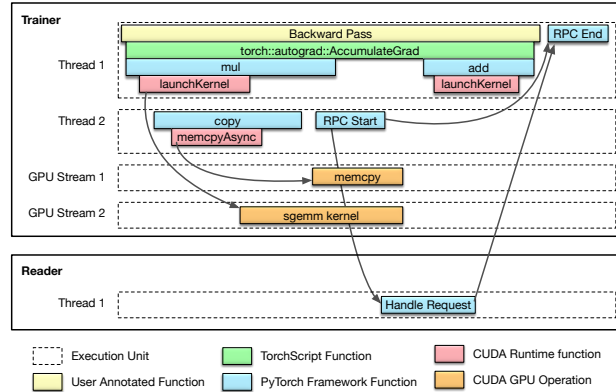 Trainer
Backward Pass
RPC End
torch::autograd::AccumulateGrad
Thread 1
mul
add
launchKernel
launchKernel
Thread 2
copy
RPC Start
memcpyAsync
GPU Stream 1
memcpy
GPU Stream 2
sgemm kernel
Reader
Thread 1
Handle Request
Execution Unit
TorchScript Function
CUDA Runtime function
User Annotated Function
PyTorch Framework Function
CUDA GPU Operation